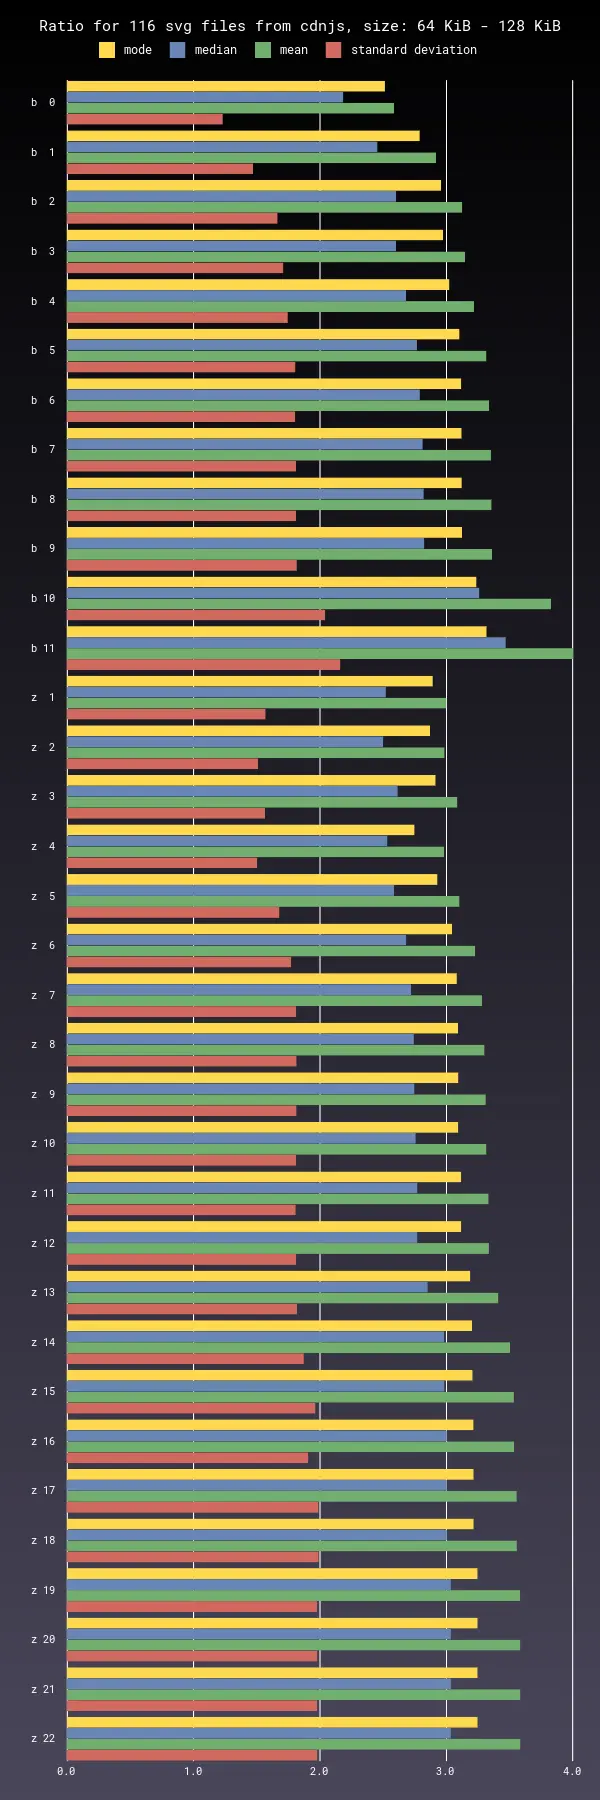 Ratio for 116 svg files from cdnjs, size: 64 KiB - 128 KiB
mode median mean standard deviation
b 0
b 1
b 2
b 3
b 4
b 5
b 6
b 7
b 8
b 9
b 10
b 11
z 1
z 2
z 3
z 4
z 5
z 6
z 7
z 8
z 9
z 10
z 11
z 12
z 13
z 14
z 15
z 16
z 17
z 18
z 19
z 20
z 21
z 22
0.0 1.0 2.0 3.0 4.0